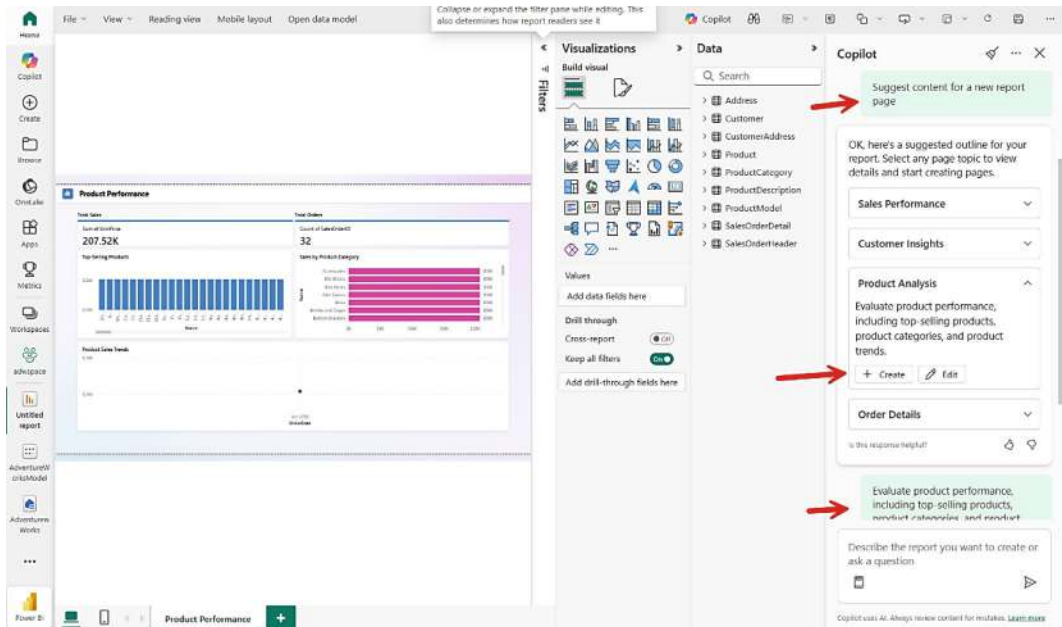 Collapse or expand the filter pane while editing. This
also determines how report readers see it
Home
File
View
Reading view
Mobile layout
Open data model
Copilot
Copilot
Create
Browse
OneLake
Apps
Metrics
Workspaces
advspace
Untitled
report
AdventureW
orksModel
Adventures
Works
Power BI
Product Performance
Total Sales
Total Orders
207.52K
Count of SalesOrderID
32
Top-Selling Products
Sales by Product Category
Product Sales Trends
OrderDate
Product Performance
Filters
Visualizations
Build visual
Values
Add data fields here
Drill through
Cross-report
Off
Keep all filters
On
Add drill-through fields here
Data
Search
Address
Customer
CustomerAddress
Product
ProductCategory
ProductDescription
ProductModel
SalesOrderDetail
SalesOrderHeader
Copilot
Suggest content for a new report
page
OK, here's a suggested outline for your
report. Select any page topic to view
details and start creating pages.
Sales Performance
Customer Insights
Product Analysis
Evaluate product performance,
including top-selling products,
product categories, and product
trends.
Create
Edit
Order Details
Is this response helpful?
Evaluate product performance,
including top-selling products,
product categories, and product
Describe the report you want to create or
ask a question
Copilot uses AI. Always review content for mistakes. Learn more